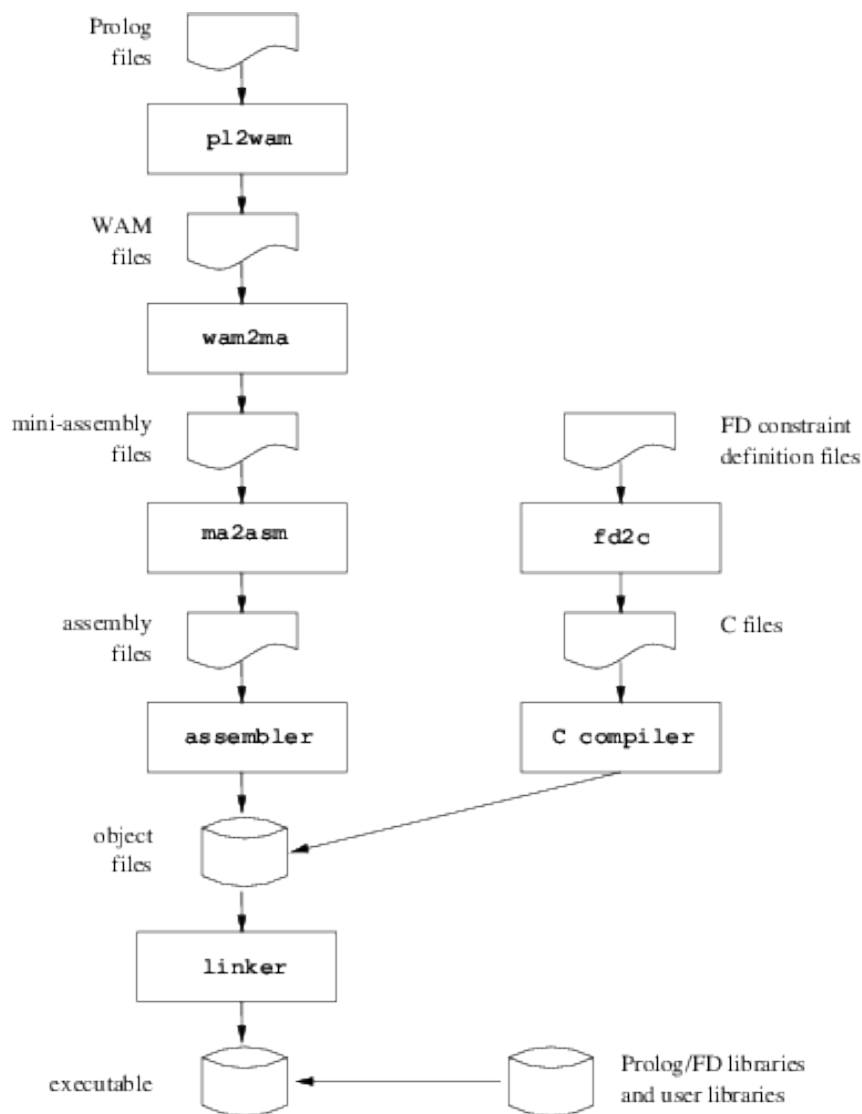 Prolog
files
pl2wam
WAM
files
wam2ma
mini-assembly
files
FD constraint
definition files
ma2asm
fd2c
assembly
files
C files
assembler
C compiler
object
files
linker
executable
Prolog/FD libraries
and user libraries